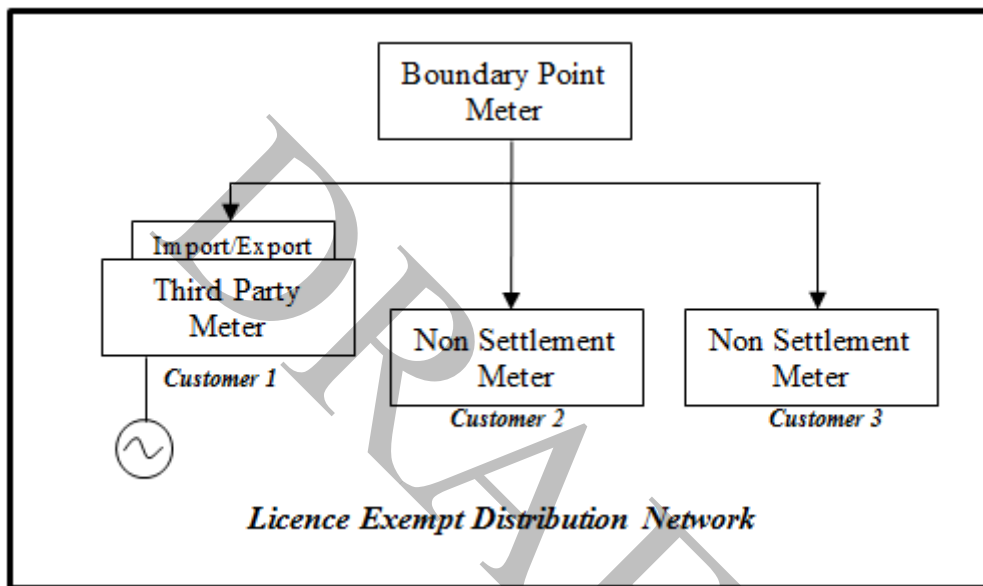 Boundary Point
Meter
Import/Export
Third Party
Meter
Customer 1
Non Settlement
Meter
Customer 2
Non Settlement
Meter
Customer 3
Licence Exempt Distribution Network